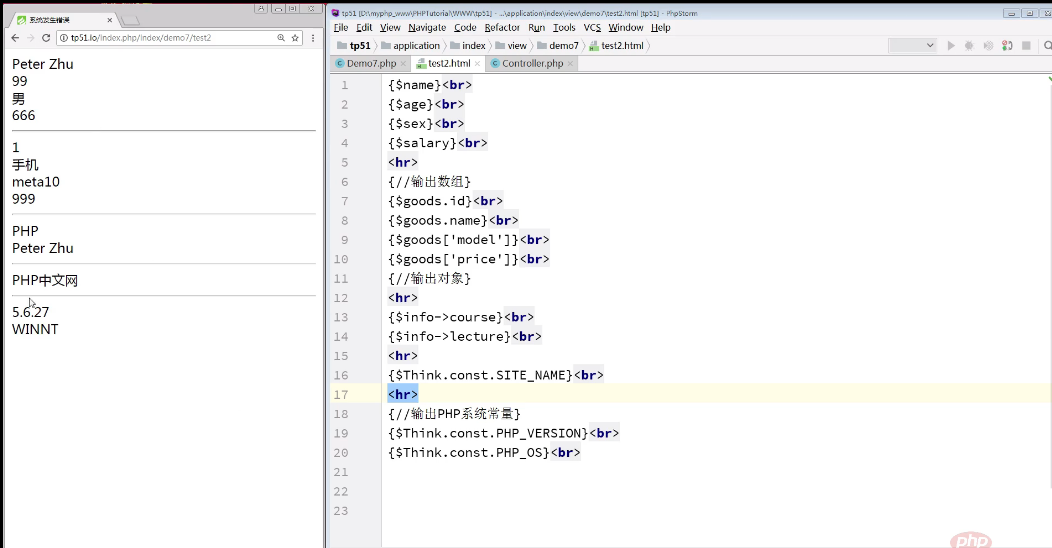 系统发生错误
tp51.io/index.php/index/demo7/test2
Peter Zhu
99
男
666
1
手机
meta10
999
PHP
Peter Zhu
PHP中文网
5.6.27
WINNT
tp51 [D:\myphp_www\PHPTutorial\WWW\tp51] - ...\application\index\view\demo7\test2.html [tp51] - PhpStorm
File Edit View Navigate Code Refactor Run Tools VCS Window Help
tp51 application index view demo7 test2.html
Demo7.php test2.html Controller.php
1 {$name}<br>
2 {$age}<br>
3 {$sex}<br>
4 {$salary}<br>
5 <hr>
6 {//输出数组}
7 {$goods.id}<br>
8 {$goods.name}<br>
9 {$goods['model']}<br>
10 {$goods['price']}<br>
11 {//输出对象}
12 <hr>
13 {$info->course}<br>
14 {$info->lecture}<br>
15 <hr>
16 {$Think.const.SITE_NAME}<br>
17 <hr>
18 {//输出PHP系统常量}
19 {$Think.const.PHP_VERSION}<br>
20 {$Think.const.PHP_OS}<br>
21
22
23
php